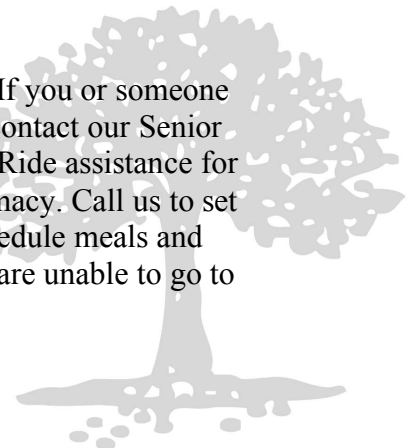 If you or someone
ontact our Senior
Ride assistance for
nacy. Call us to set
edule meals and
are unable to go to